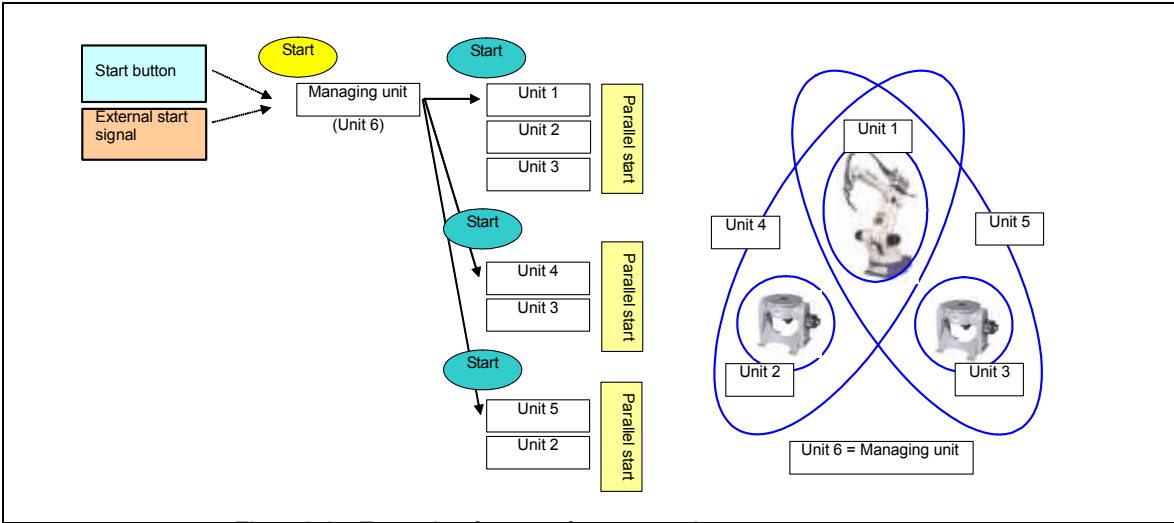 Start button
External start
signal
Start
Managing unit
(Unit 6)
Start
Unit 1
Unit 2
Unit 3
Parallel start
Start
Unit 4
Unit 3
Parallel start
Start
Unit 5
Unit 2
Parallel start
Unit 1
Unit 4
Unit 5
Unit 2
Unit 3
Unit 6 = Managing unit